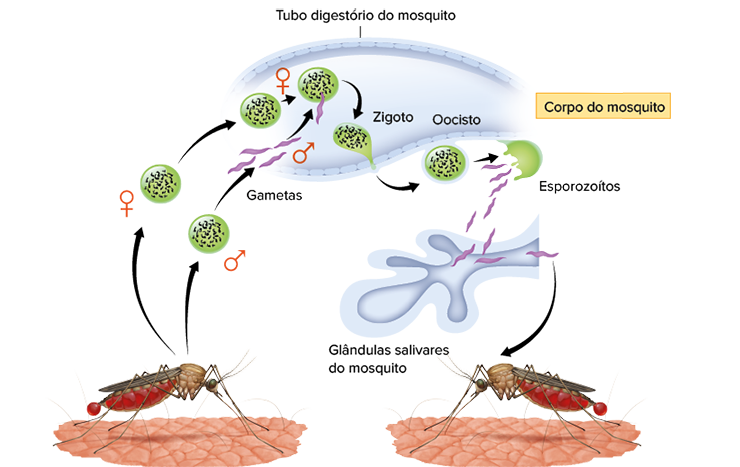 Tubo digestório do mosquito
Corpo do mosquito
♀
Zigoto
Oocisto
♂
Esporozoítos
♀
Gametas
♂
Glândulas salivares
do mosquito